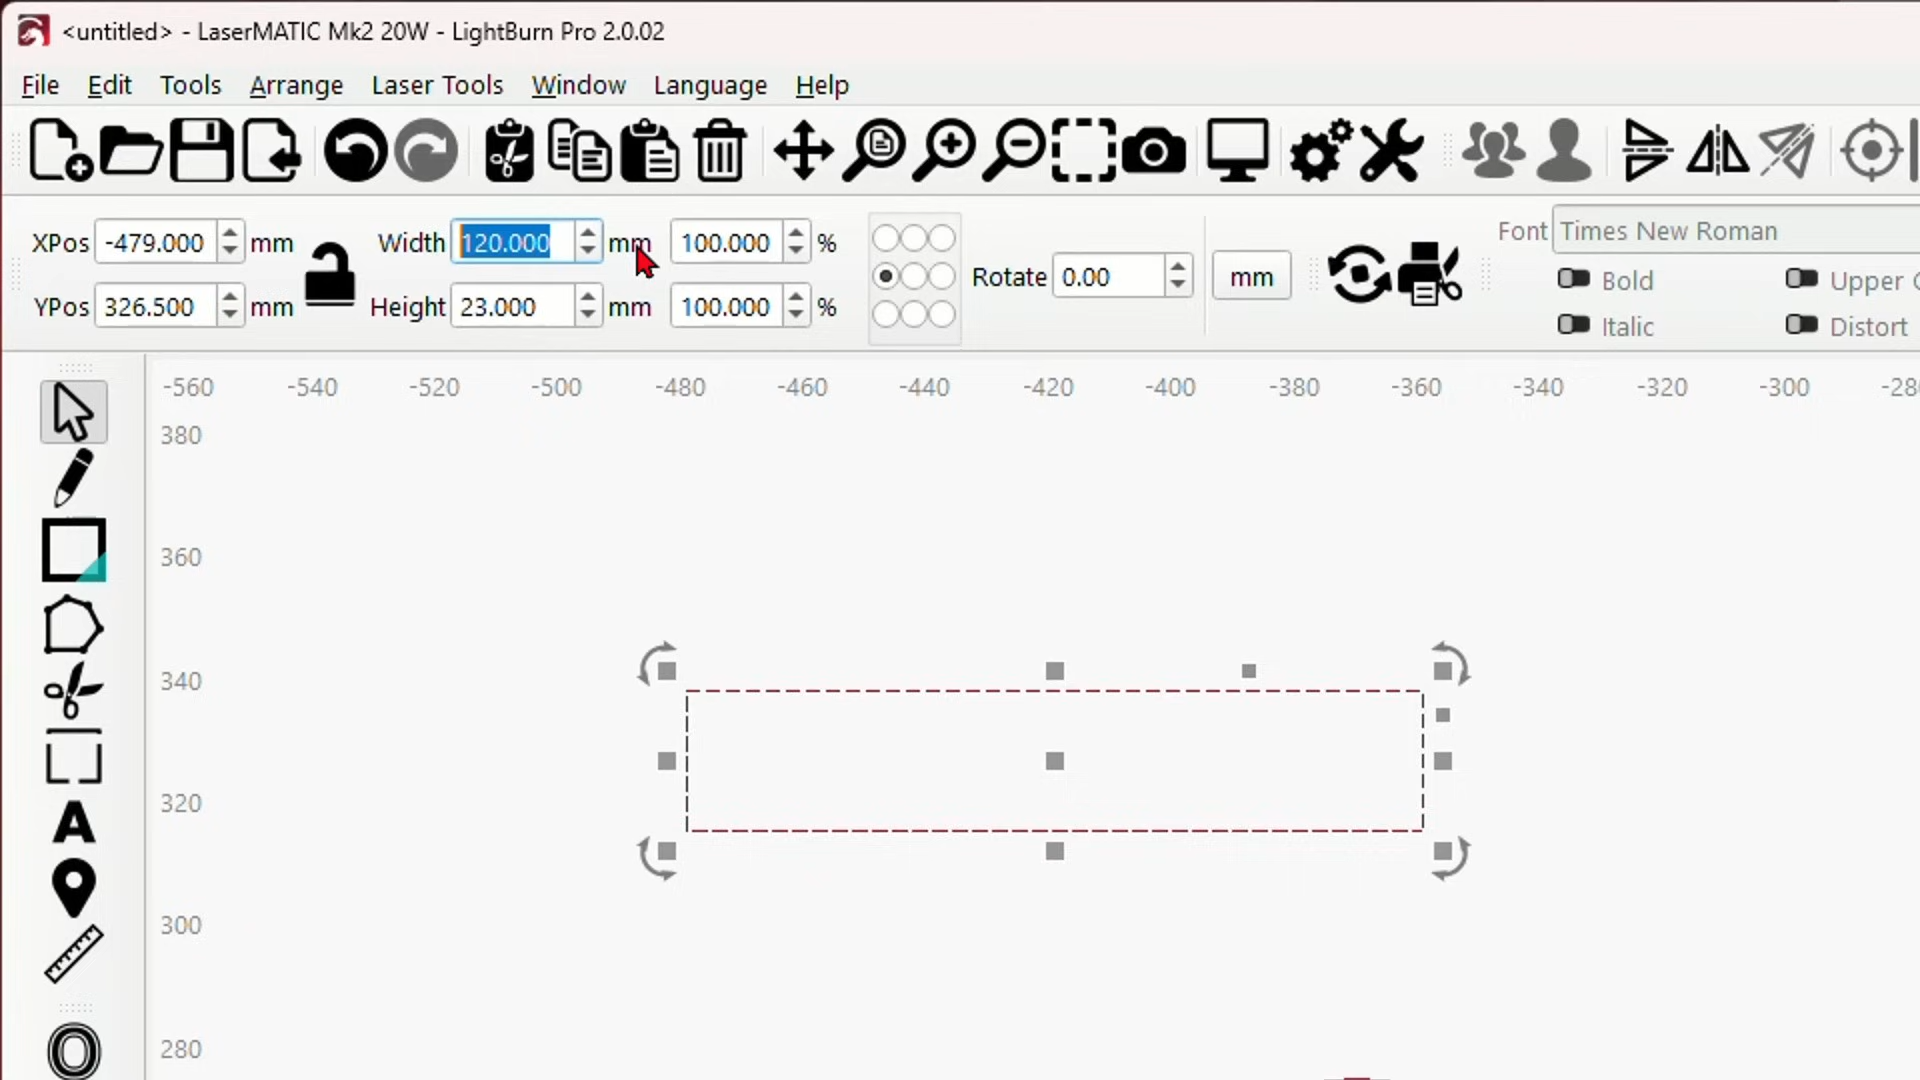 <untitled> - LaserMATIC Mk2 20W - LightBurn Pro 2.0.02
File Edit Tools Arrange Laser Tools Window Language Help
XPos -479.000 mm Width 120.000 mm 100.000 %
YPos 326.500 mm Height 23.000 mm 100.000 %
Rotate 0.00 mm
Font Times New Roman
Bold Upper C
Italic Distort
-560 -540 -520 -500 -480 -460 -440 -420 -400 -380 -360 -340 -320 -300 -280
380
360
340
320
300
280